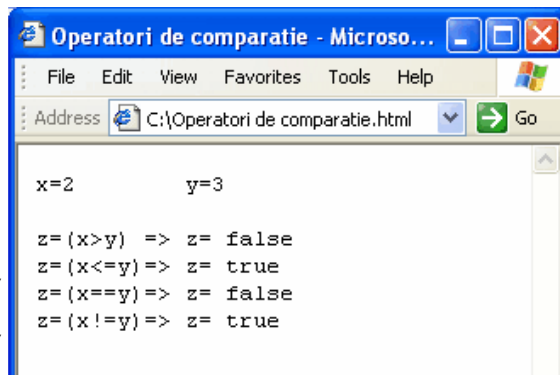 Operatori de comparatie - Microso...
File Edit View Favorites Tools Help
Address C:\Operatori de comparatie.html Go
x=2 y=3
z=(x>y) => z= false
z=(x<=y)=> z= true
z=(x==y)=> z= false
z=(x!=y)=> z= true